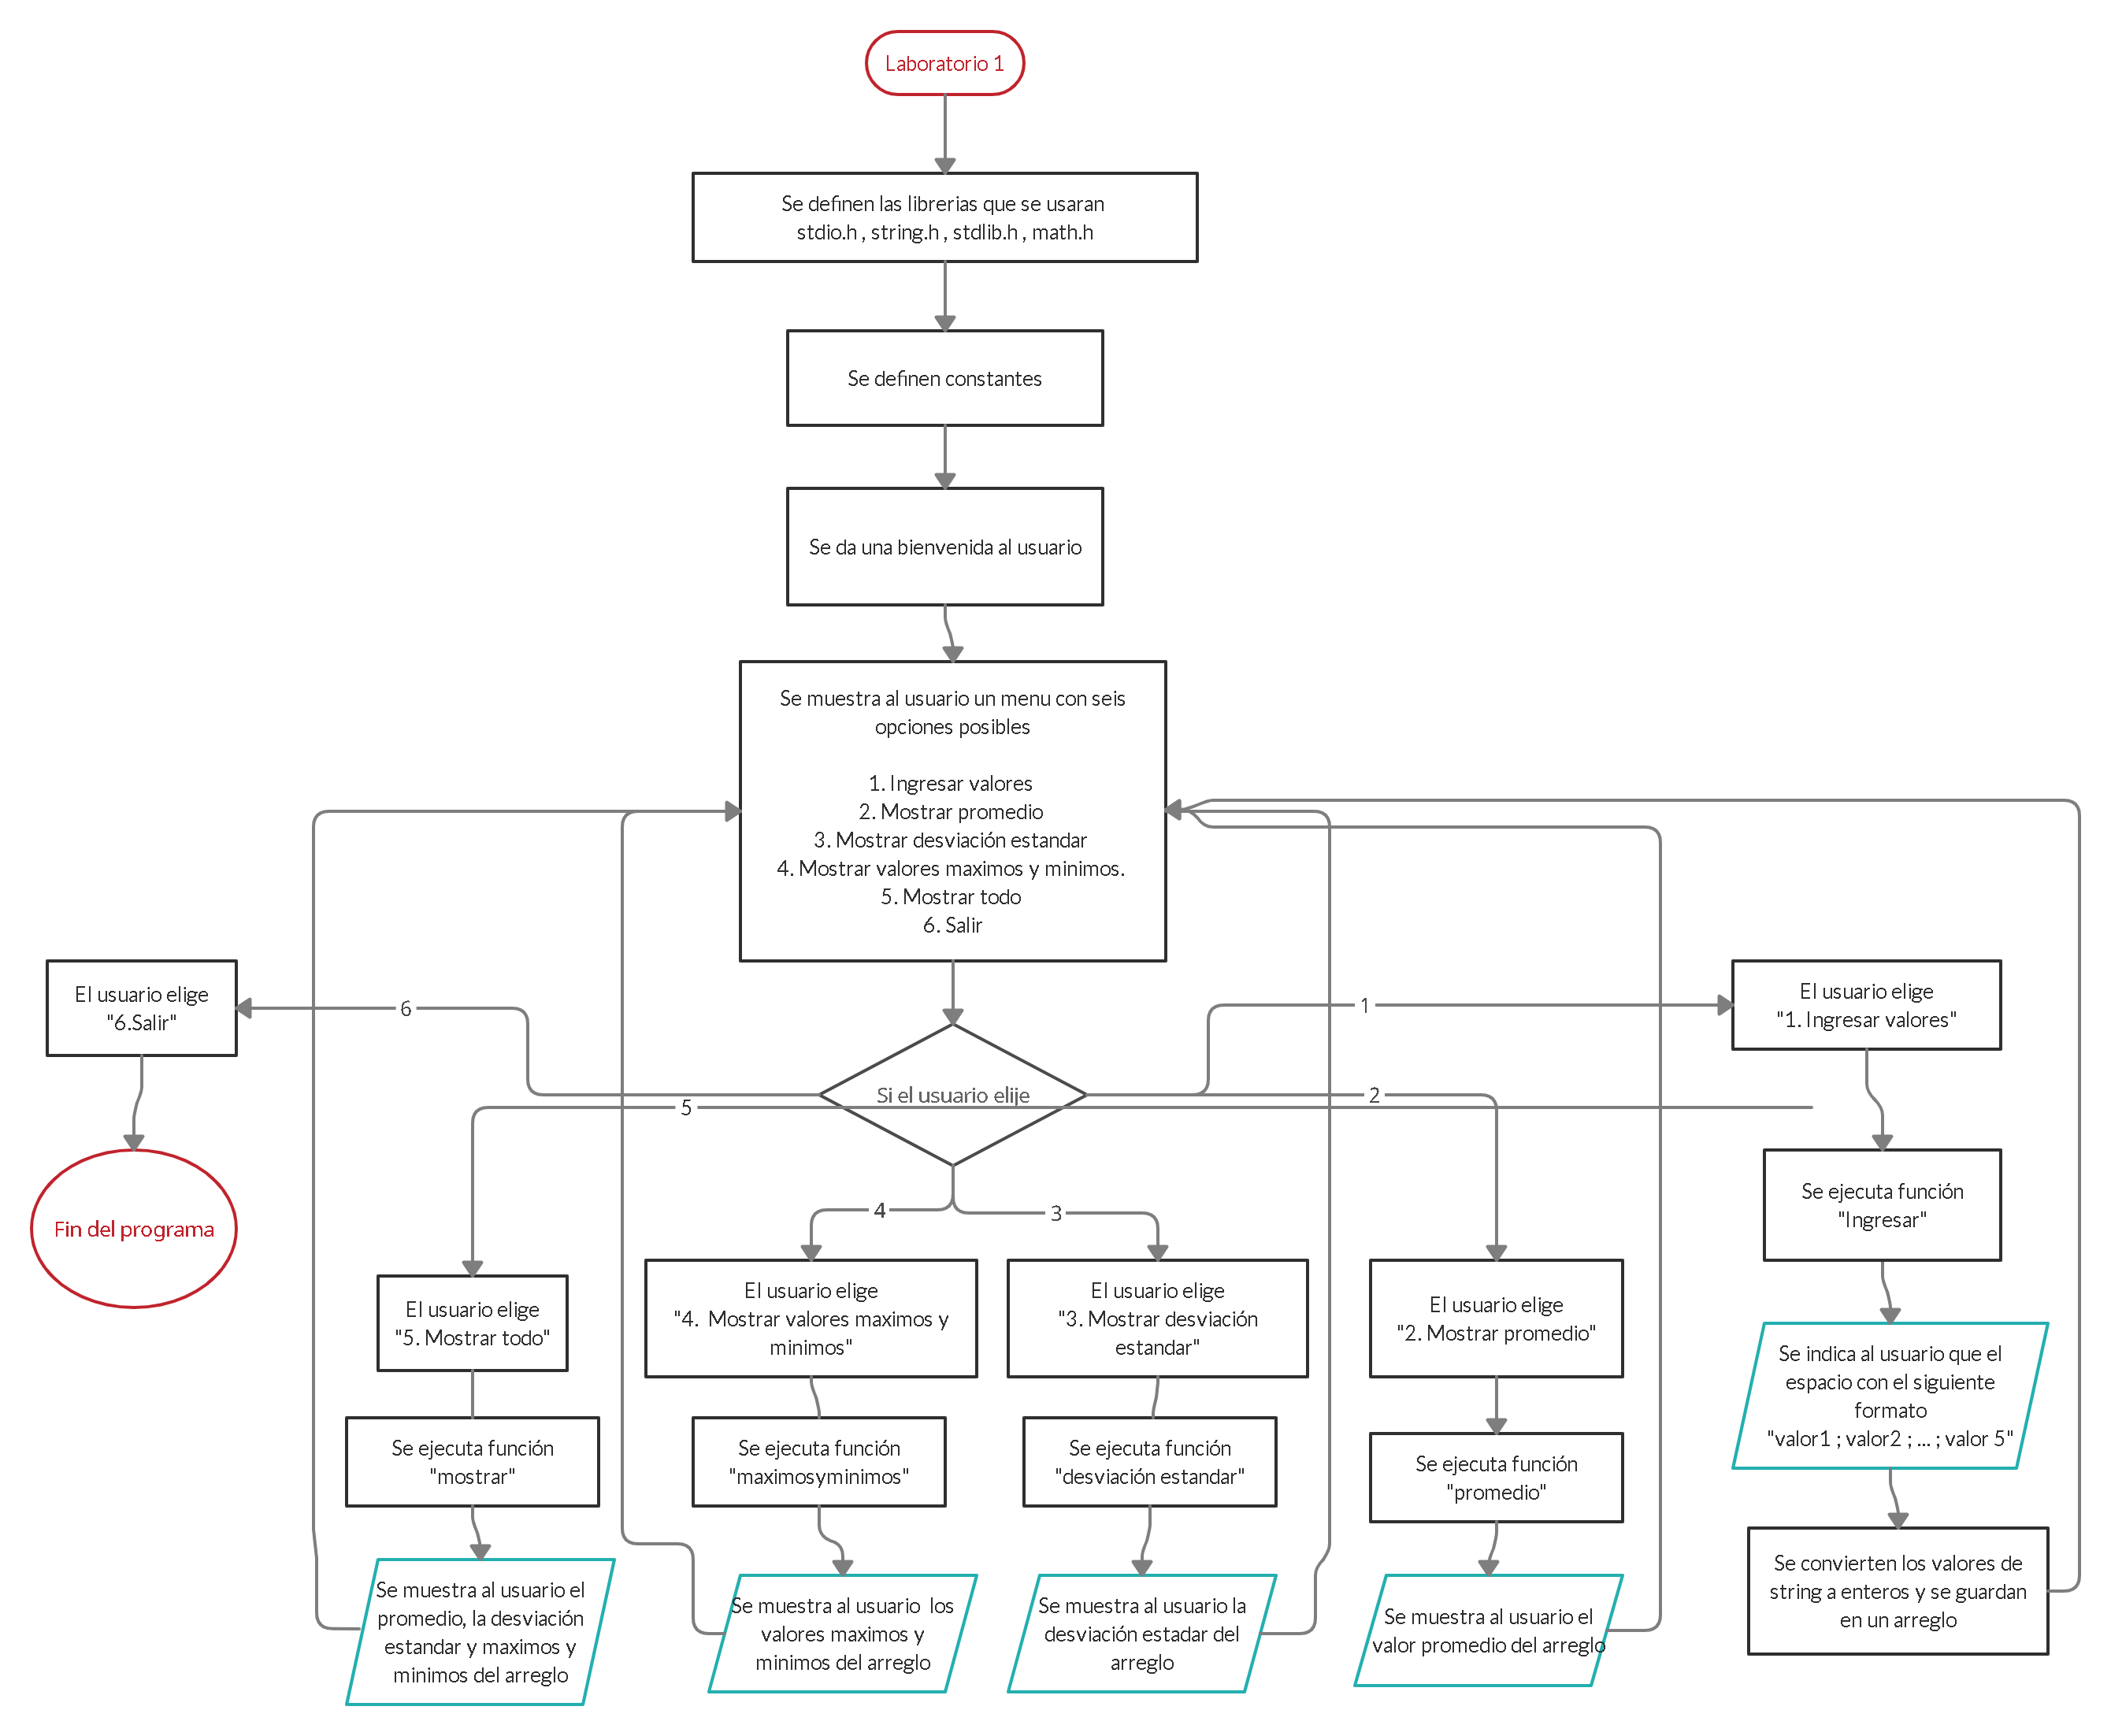 Laboratorio 1
Se definen las librerias que se usaran
stdio.h , string.h , stdlib.h , math.h
Se definen constantes
Se da una bienvenida al usuario
Se muestra al usuario un menu con seis
opciones posibles
1. Ingresar valores
2. Mostrar promedio
3. Mostrar desviación estandar
4. Mostrar valores maximos y minimos.
5. Mostrar todo
6. Salir
Si el usuario elije
6
El usuario elige
"6.Salir"
Fin del programa
5
El usuario elige
"5. Mostrar todo"
Se ejecuta función
"mostrar"
Se muestra al usuario el
promedio, la desviación
estandar y maximos y
minimos del arreglo
4
El usuario elige
"4. Mostrar valores maximos y
minimos"
Se ejecuta función
"maximosyminimos"
Se muestra al usuario los
valores maximos y
minimos del arreglo
3
El usuario elige
"3. Mostrar desviación
estandar"
Se ejecuta función
"desviación estandar"
Se muestra al usuario la
desviación estadar del
arreglo
2
El usuario elige
"2. Mostrar promedio"
Se ejecuta función
"promedio"
Se muestra al usuario el
valor promedio del arreglo
1
El usuario elige
"1. Ingresar valores"
Se ejecuta función
"Ingresar"
Se indica al usuario que el
espacio con el siguiente
formato
"valor1 ; valor2 ; ... ; valor 5"
Se convierten los valores de
string a enteros y se guardan
en un arreglo